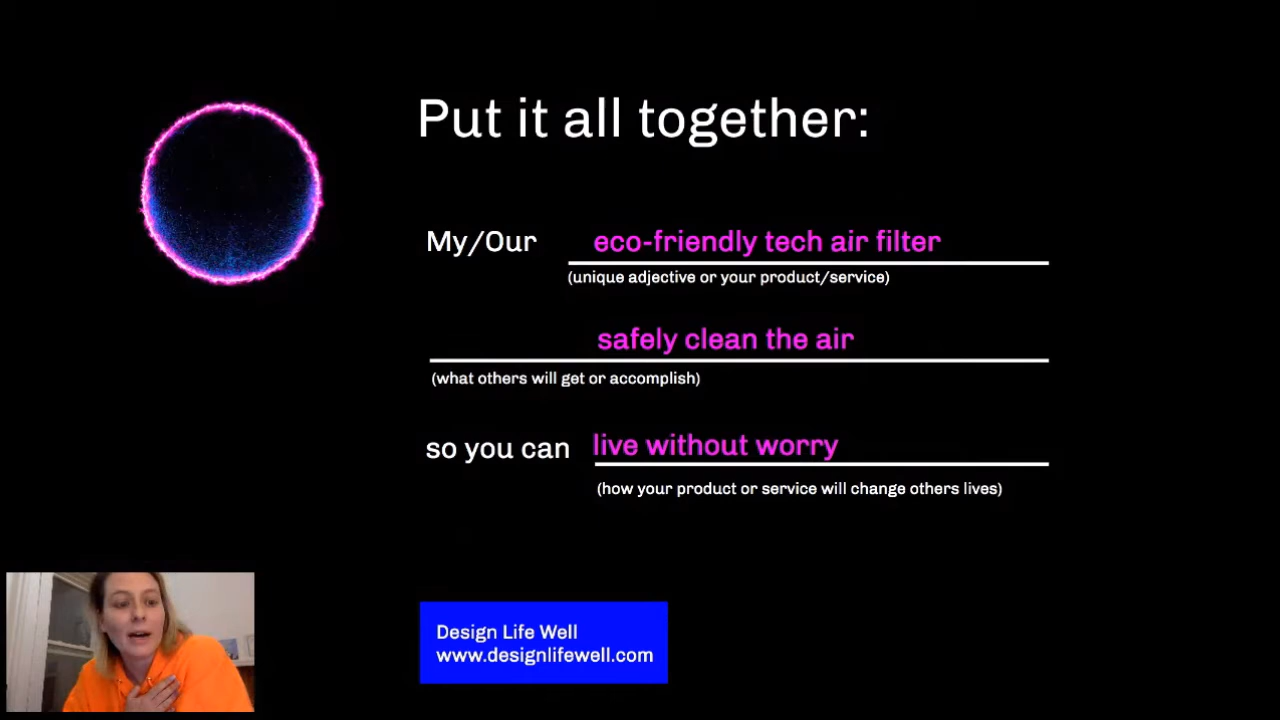 Put it all together:
My/Our eco-friendly tech air filter
(unique adjective or your product/service)
safely clean the air
(what others will get or accomplish)
so you can live without worry
(how your product or service will change others lives)
Design Life Well
www.designlifewell.com